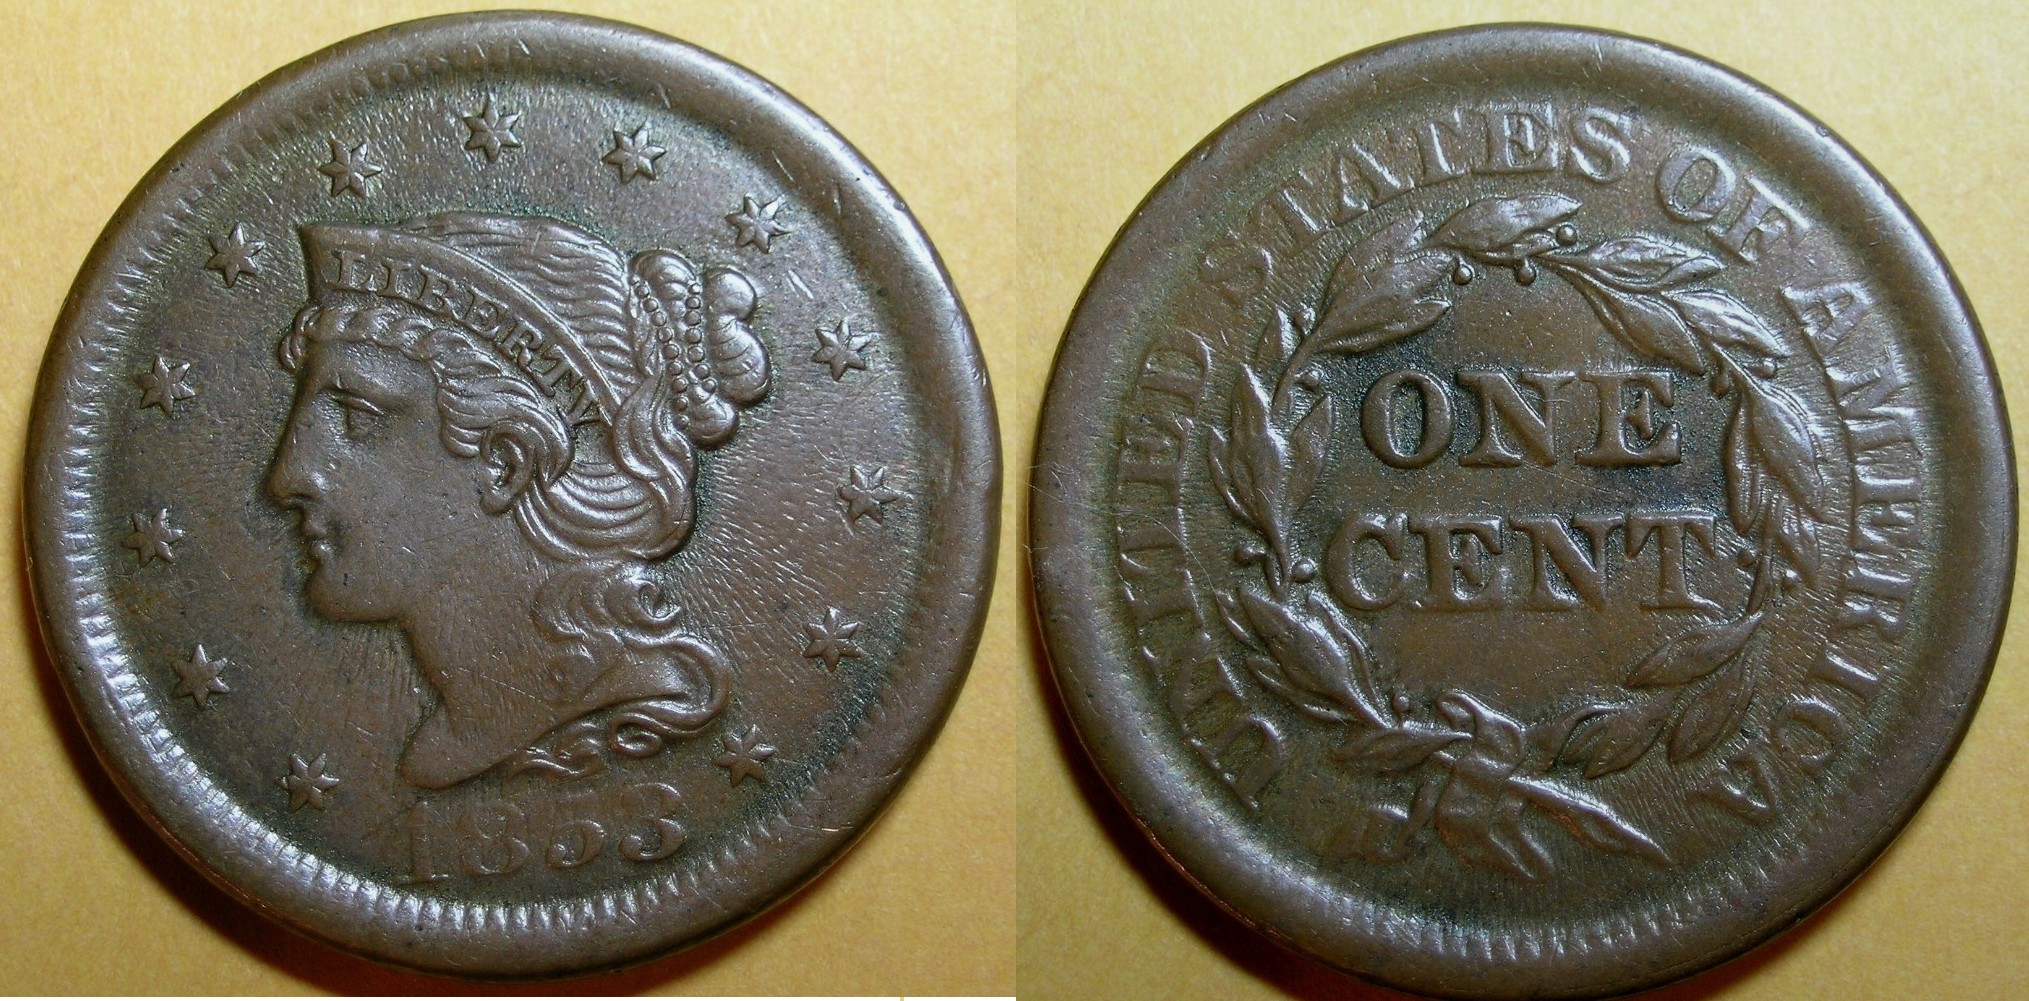 LIBERTY
1853
UNITED STATES OF AMERICA
ONE
CENT